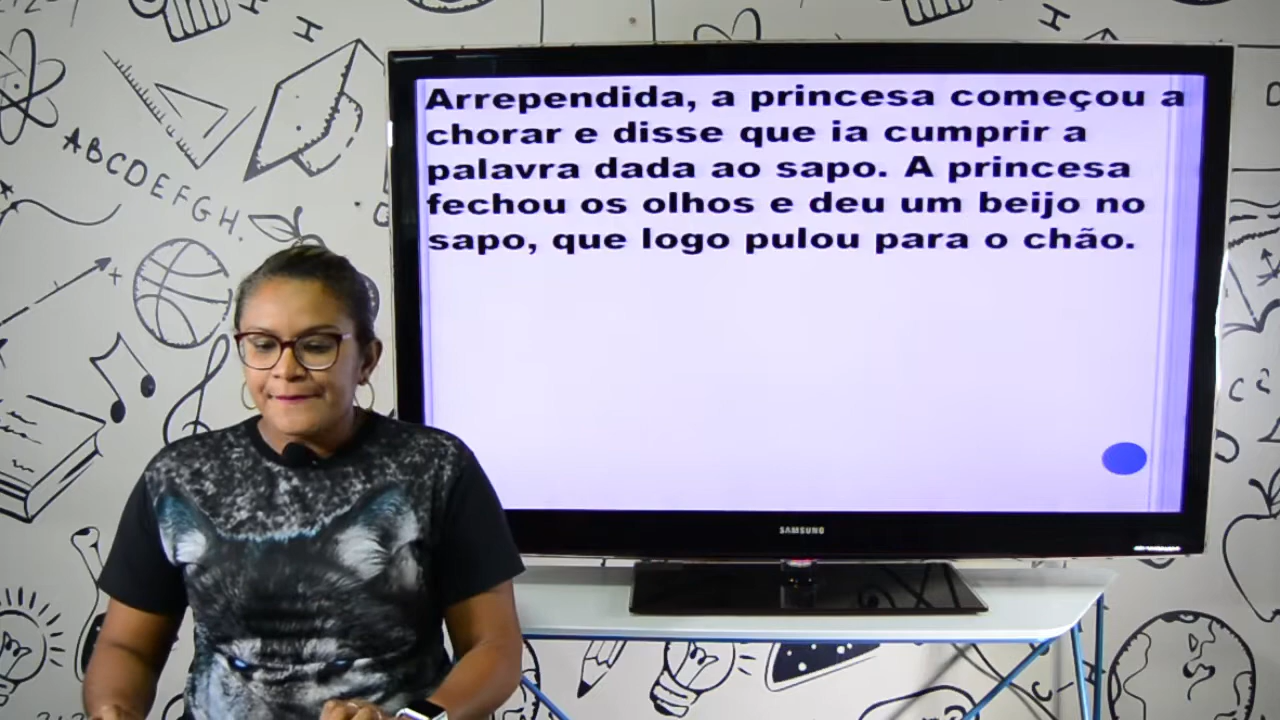 Arrependida, a princesa começou a
chorar e disse que ia cumprir a
palavra dada ao sapo. A princesa
fechou os olhos e deu um beijo no
sapo, que logo pulou para o chão.
SAMSUNG
ABCDEFGH.